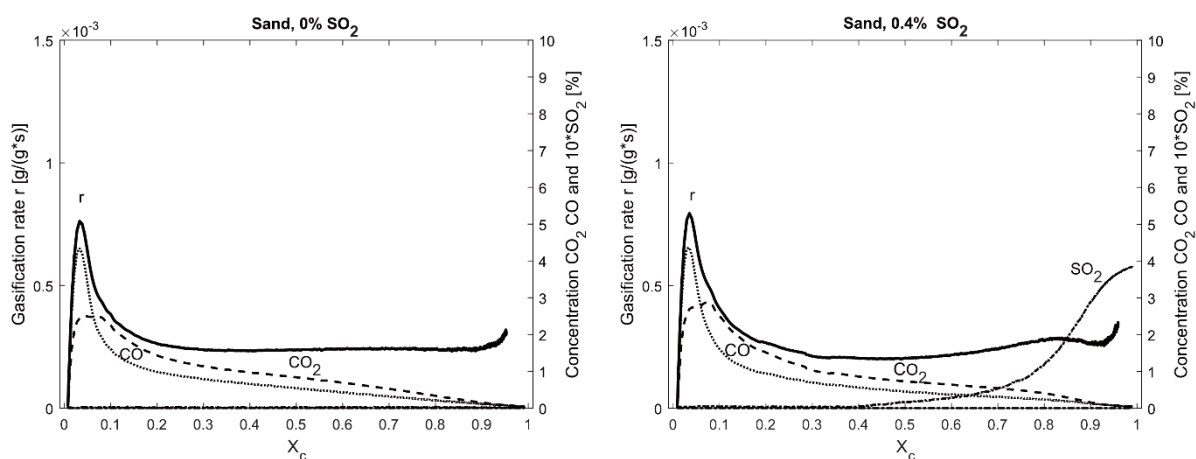 Sand, 0% SO2
×10-3
Gasification rate r [g/(g*s)]
1.5
1
0.5
0
10
9
8
7
6
5
4
3
2
1
0
Concentration CO2 CO and 10*SO2 [%]
r
CO
CO2
0 0.1 0.2 0.3 0.4 0.5 0.6 0.7 0.8 0.9 1
Xc
Sand, 0.4% SO2
×10-3
Gasification rate r [g/(g*s)]
1.5
1
0.5
0
10
9
8
7
6
5
4
3
2
1
0
Concentration CO2 CO and 10*SO2 [%]
r
SO2
CO
CO2
0 0.1 0.2 0.3 0.4 0.5 0.6 0.7 0.8 0.9 1
Xc